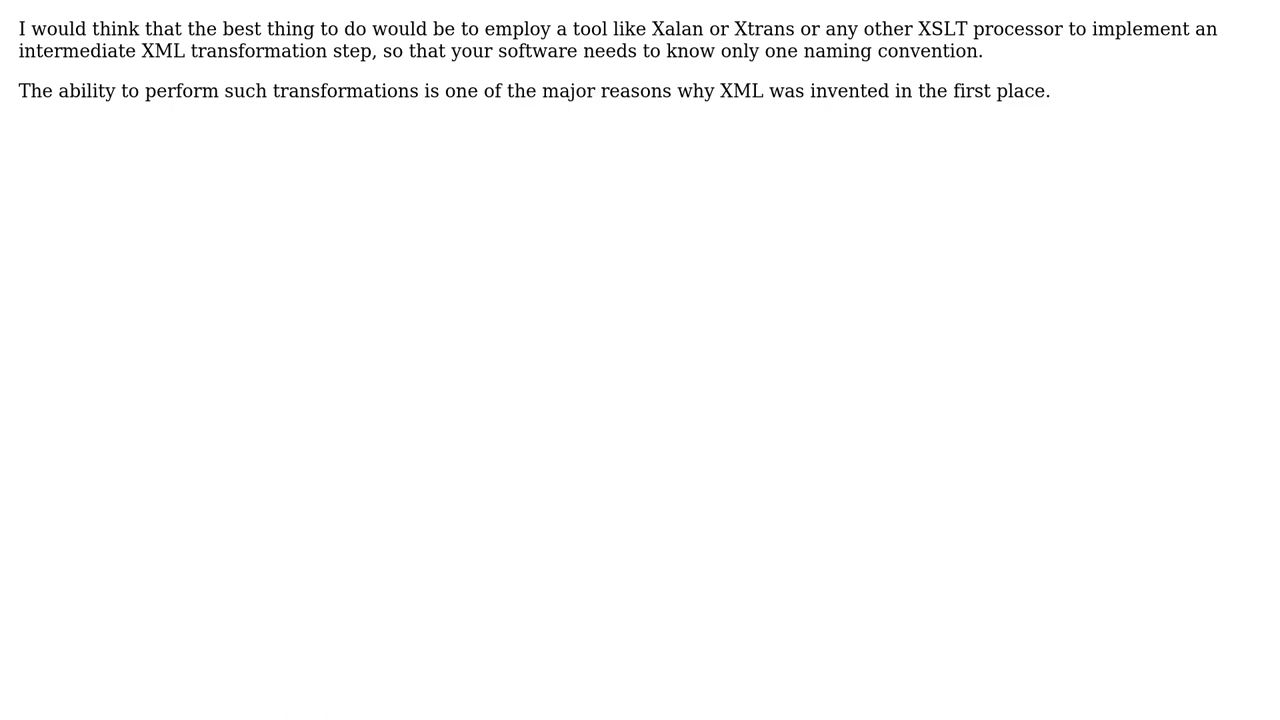 I would think that the best thing to do would be to employ a tool like Xalan or Xtrans or any other XSLT processor to implement an
intermediate XML transformation step, so that your software needs to know only one naming convention.
The ability to perform such transformations is one of the major reasons why XML was invented in the first place.